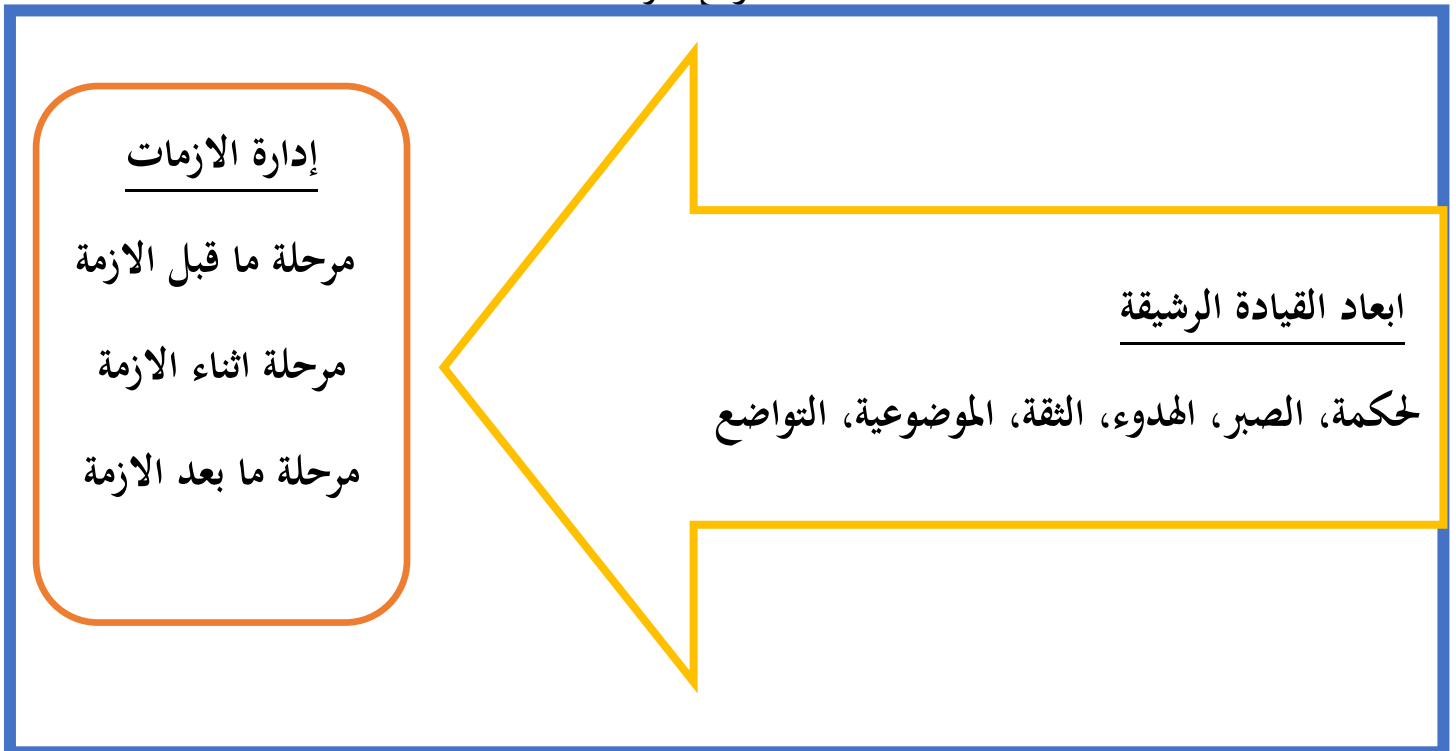 ابعاد القيادة الرشيقة
لحكمة، الصبر، الهدوء، الثقة، الموضوعية، التواضع
إدارة الازمات
مرحلة ما قبل الازمة
مرحلة اثناء الازمة
مرحلة ما بعد الازمة